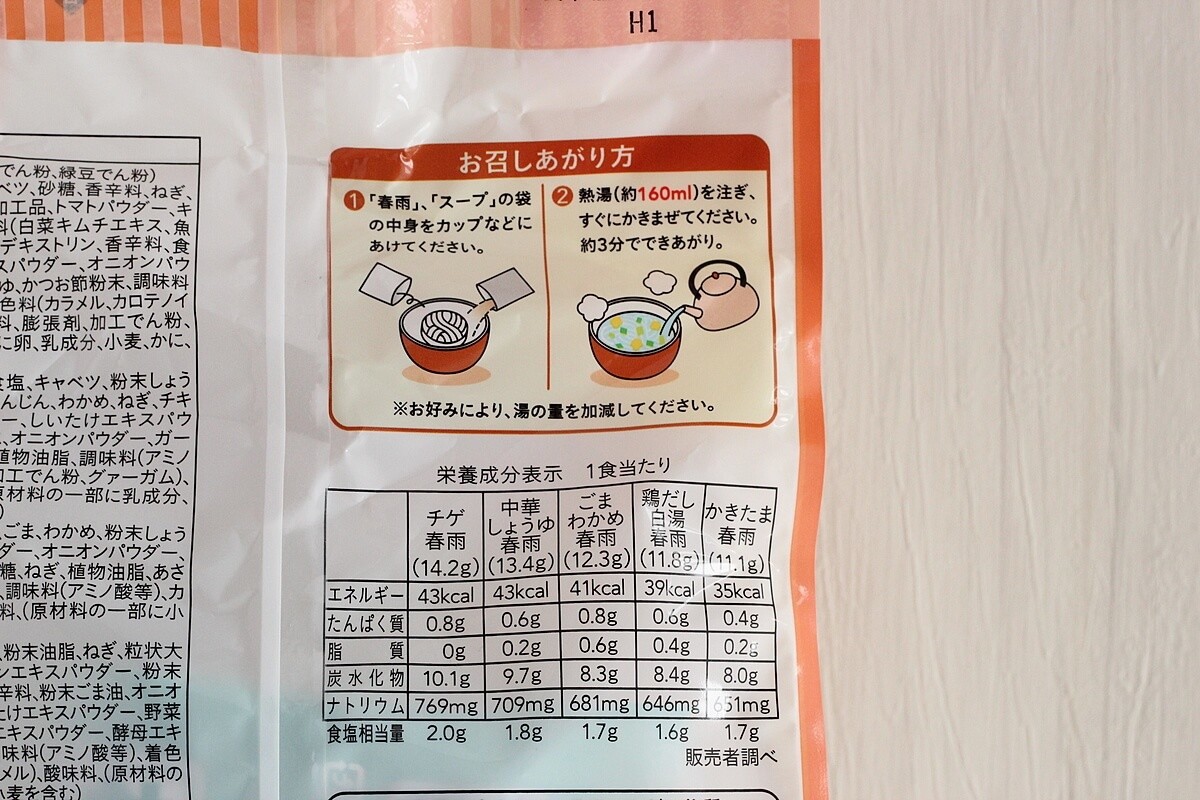 H1
でん粉、緑豆でん粉)
ベツ、砂糖、香辛料、ねぎ、
加工品、トマトパウダー、キ
料(白菜キムチエキス、魚
デキストリン、香辛料、食
スパウダー、オニオンパウ
ゆ、かつお節粉末、調味料
色料(カラメル、カロテノイ
料、膨張剤、加工でん粉、
に卵、乳成分、小麦、かに、
食塩、キャベツ、粉末しょう
んじん、わかめ、ねぎ、チキ
ー、しいたけエキスパウ
、オニオンパウダー、ガー
植物油脂、調味料(アミノ
加工でん粉、グァーガム)、
原材料の一部に乳成分、
)
、ごま、わかめ、粉末しょう
ダー、オニオンパウダー、
糖、ねぎ、植物油脂、あさ
、調味料(アミノ酸等)、カ
料、(原材料の一部に小
、粉末油脂、ねぎ、粒状大
ンエキスパウダー、粉末
辛料、粉末ごま油、オニオ
たけエキスパウダー、野菜
エキスパウダー、酵母エキ
味料(アミノ酸等)、着色
メル)、酸味料、(原材料の
小麦を含む)
お召しあがり方
1 「春雨」、「スープ」の袋
の中身をカップなどに
あけてください。
2 熱湯(約160ml)を注ぎ、
すぐにかきまぜてください。
約3分でできあがり。
※お好みにより、湯の量を加減してください。
栄養成分表示 1食当たり
チゲ春雨(14.2g) 中華しょうゆ春雨(13.4g) ごまわかめ春雨(12.3g) 鶏だし白湯春雨(11.8g) かきたま春雨(11.1g)
エネルギー 43kcal 43kcal 41kcal 39kcal 35kcal
たんぱく質 0.8g 0.6g 0.8g 0.6g 0.4g
脂質 0g 0.2g 0.6g 0.4g 0.2g
炭水化物 10.1g 9.7g 8.3g 8.4g 8.0g
ナトリウム 769mg 709mg 681mg 646mg 651mg
食塩相当量 2.0g 1.8g 1.7g 1.6g 1.7g
販売者調べ